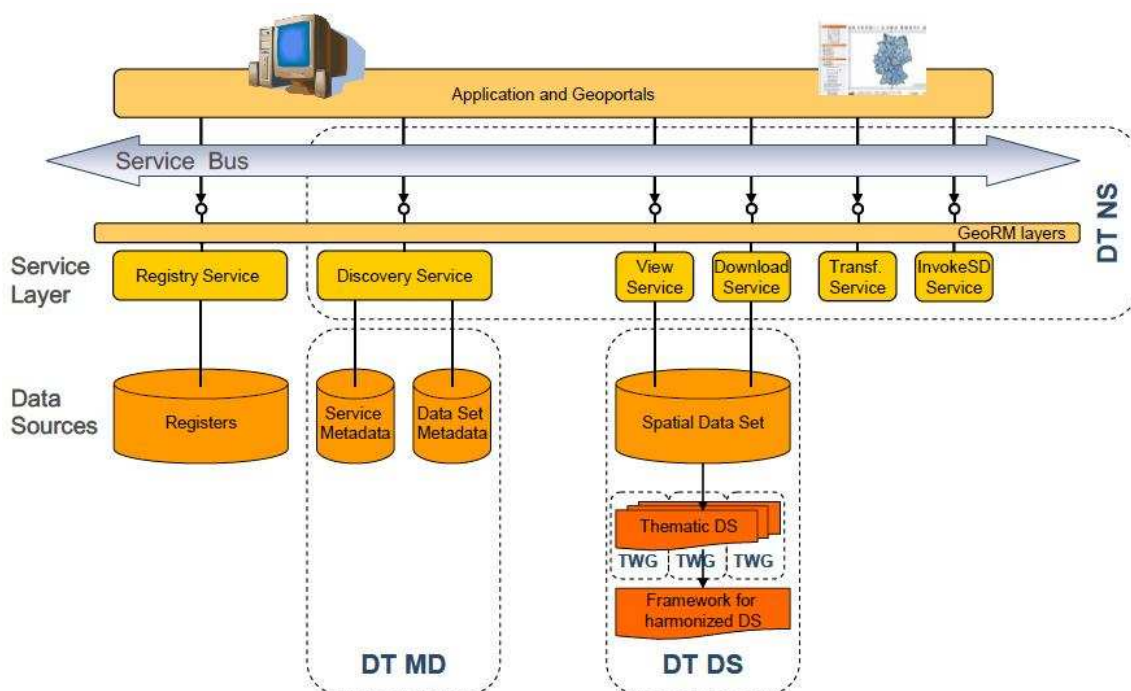 Application and Geoportals
Service Bus
DT NS
GeoRM layers
Service
Layer
Registry Service
Discovery Service
View
Service
Download
Service
Transf.
Service
InvokeSD
Service
Data
Sources
Registers
Service
Metadata
Data Set
Metadata
Spatial Data Set
Thematic DS
TWG
TWG
TWG
Framework for
harmonized DS
DT MD
DT DS